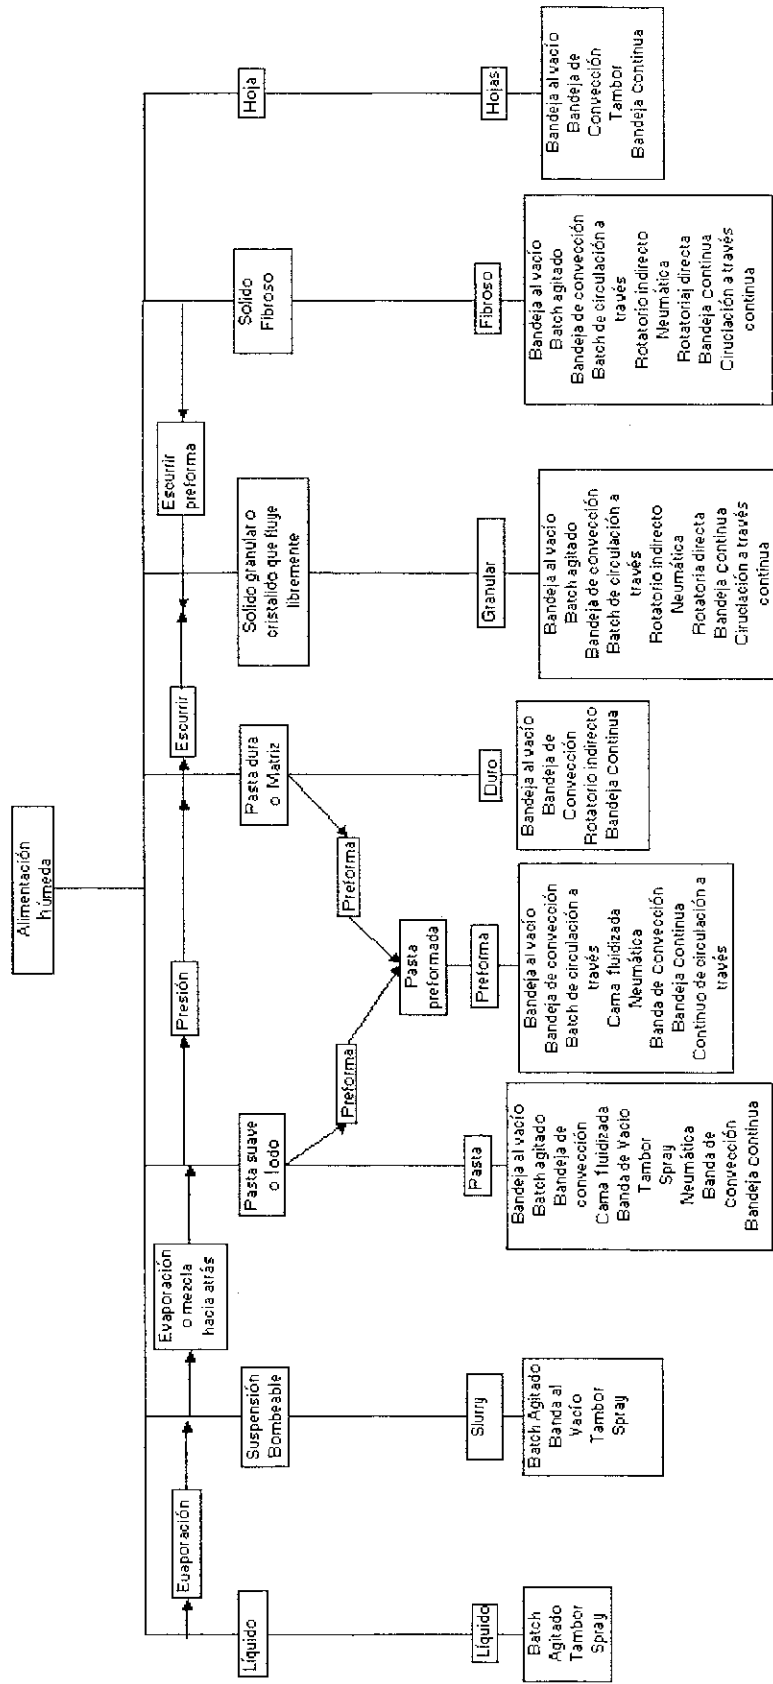 Alimentación
húmeda
Evaporación
Evaporación
o mezcla
hacia atrás
Presión
Escurrir
Escurrir
preforma
Líquido
Suspensión
Bombeable
Pasta suave
o lodo
Pasta dura
o Matriz
Solido granular o
cristalido que fluye
libremente
Solido
Fibroso
Hoja
Preforma
Preforma
Pasta
preformada
Líquido
Slurry
Pasta
Preforma
Duro
Granular
Fibroso
Hojas
Batch
Agitado
Tambor
Spray
Batch Agitado
Banda al
Vacío
Tambor
Spray
Bandeja al vacío
Batch agitado
Bandeja de
convección
Cama fluidizada
Banda de Vacio
Tambor
Spray
Neumática
Banda de
convección
Bandeja continua
Bandeja al vacío
Bandeja de convección
Batch de circulación a
través
Cama fluidizada
Neumática
Banda de Convección
Bandeja Continua
Continuo de circulación a
través
Bandeja al vacío
Bandeja de
Convección
Rotatorio indirecto
Bandeja Continua
Bandeja al vacío
Batch agitado
Bandeja de convección
Batch de circulación a
través
Rotatorio indirecto
Neumática
Rotatoria directa
Bandeja Continua
Ciruclación a través
continua
Bandeja al vacío
Batch agitado
Bandeja de convección
Batch de circulación a
través
Rotatorio indirecto
Neumática
Rotatoriaj directa
Bandeja Continua
Ciruclación a través
continua
Bandeja al vacío
Bandeja de
Convección
Tambor
Bandeja Continua